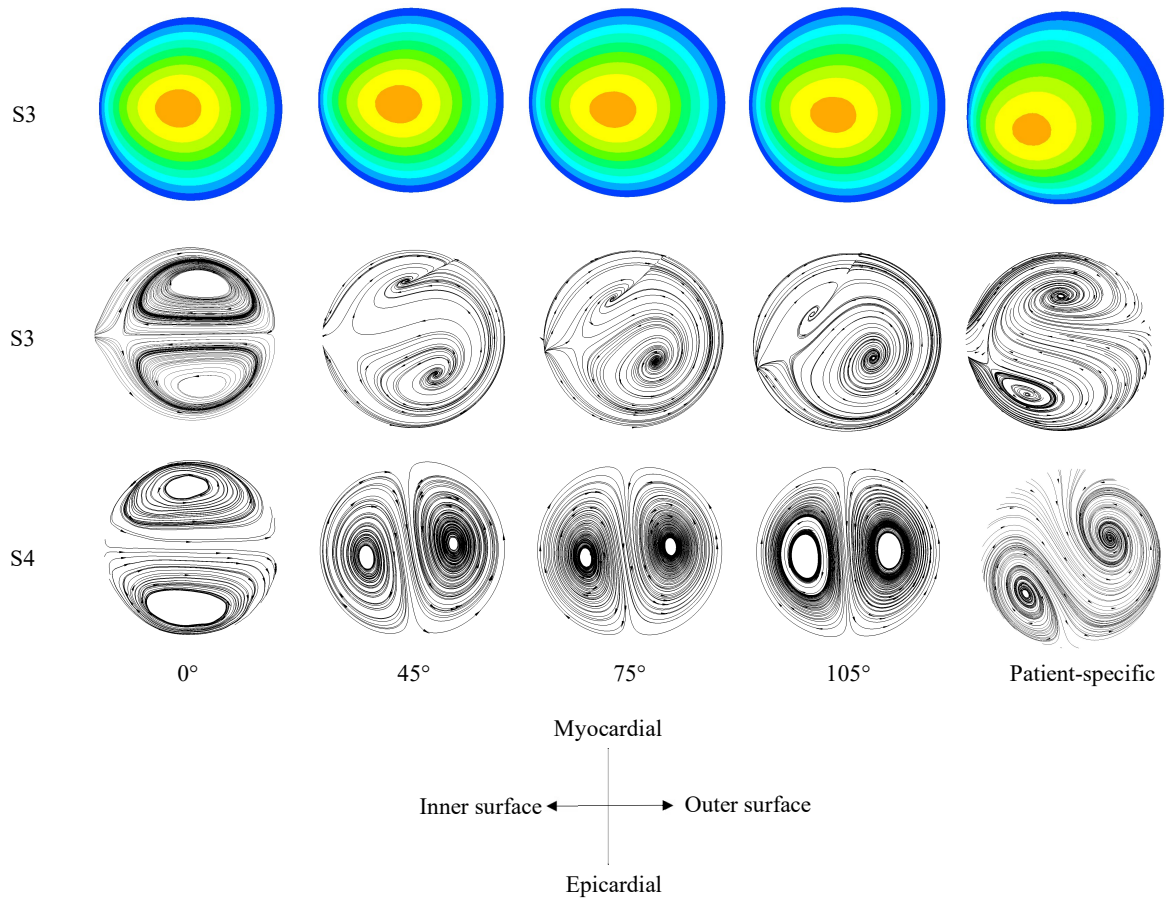 S3
S3
S4
0° 45° 75° 105° Patient-specific
Myocardial
Inner surface Outer surface
Epicardial